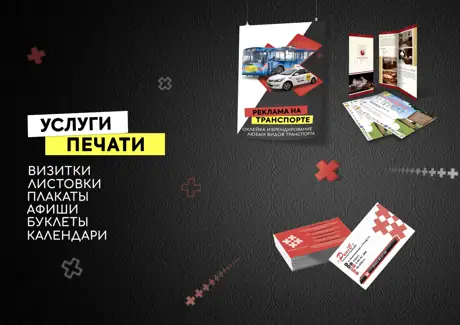 УСЛУГИ
ПЕЧАТИ
ВИЗИТКИ
ЛИСТОВКИ
ПЛАКАТЫ
АФИШИ
БУКЛЕТЫ
КАЛЕНДАРИ
РЕКЛАМА НА
ТРАНСПОРТЕ
ОКЛЕЙКА И БРЕНДИРОВАНИЕ
ЛЮБЫХ ВИДОВ ТРАНСПОРТА